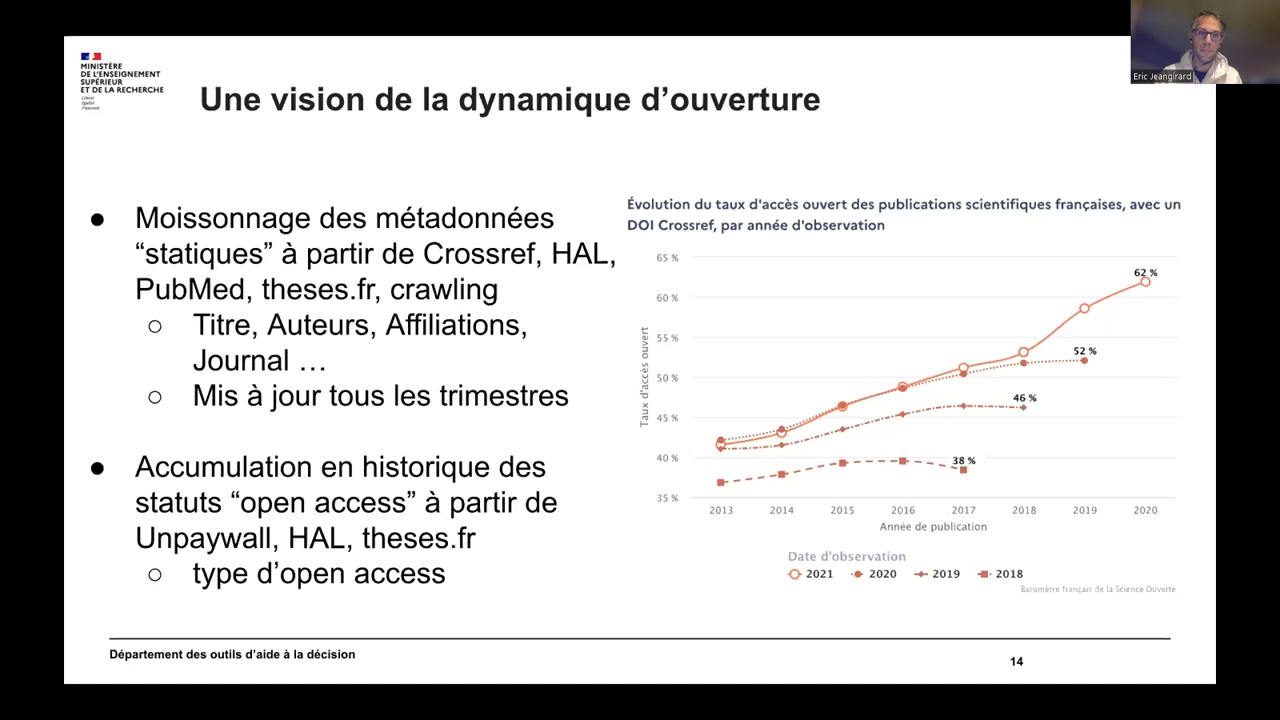 MINISTÈRE
DE L'ENSEIGNEMENT
SUPÉRIEUR
ET DE LA RECHERCHE
Liberté
Égalité
Fraternité
Une vision de la dynamique d’ouverture
Eric Jeangirard
● Moissonnage des métadonnées
“statiques” à partir de Crossref, HAL,
PubMed, theses.fr, crawling
○ Titre, Auteurs, Affiliations,
Journal …
○ Mis à jour tous les trimestres
● Accumulation en historique des
statuts “open access” à partir de
Unpaywall, HAL, theses.fr
○ type d’open access
Évolution du taux d'accès ouvert des publications scientifiques françaises, avec un
DOI Crossref, par année d'observation
Taux d'accès ouvert
65 %
60 %
55 %
50 %
45 %
40 %
35 %
62 %
52 %
46 %
38 %
2013 2014 2015 2016 2017 2018 2019 2020
Année de publication
Date d'observation
2021 2020 2019 2018
Baromètre français de la Science Ouverte
Département des outils d’aide à la décision
14